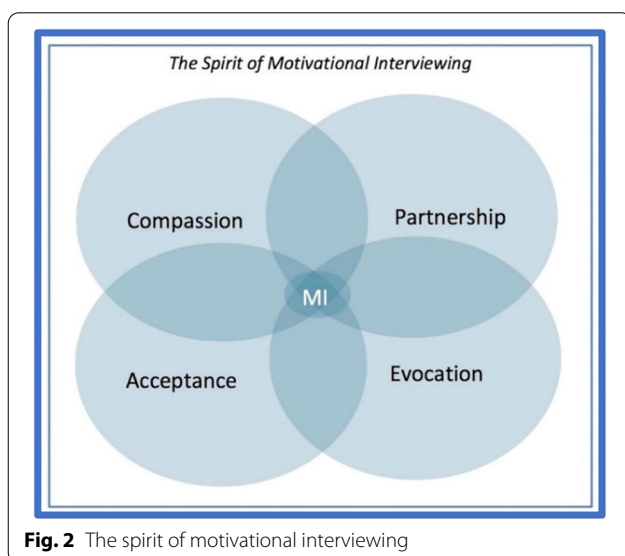 The Spirit of Motivational Interviewing
Compassion
Partnership
MI
Acceptance
Evocation
Fig. 2 The spirit of motivational interviewing